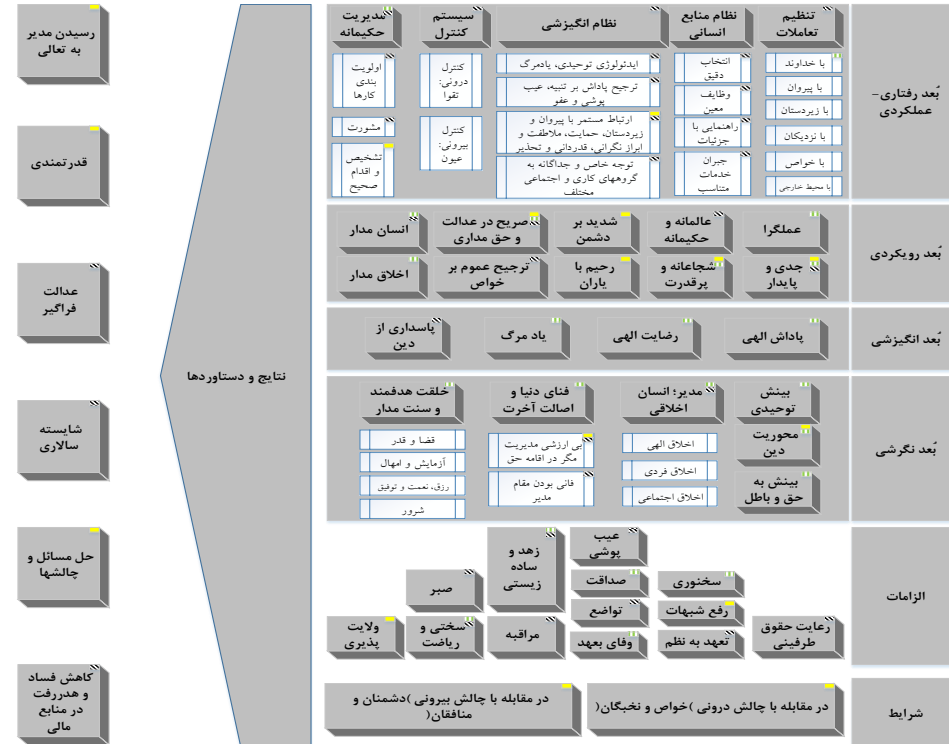 بُعد رفتاری-
عملکردی
تنظیم
تعاملات
با خداوند
با پیروان
با زیردستان
با نزدیکان
با خواص
با محیط خارجی
نظام منابع
انسانی
انتخاب
دقیق
وظایف
معین
راهنمایی با
جزئیات
جبران
خدمات
متناسب
نظام انگیزشی
ایدئولوژی توحیدی، یادمرگ
ترجیح پاداش بر تنبیه، عیب
پوشی و عفو
ارتباط مستمر با پیروان و
زیردستان، حمایت، ملاطفت و
ابراز نگرانی، قدردانی و تحذیر
توجه خاص و جداگانه به
گروههای کاری و اجتماعی
مختلف
سیستم
کنترل
کنترل
درونی:
تقوا
کنترل
بیرونی:
عیون
مدیریت
حکیمانه
اولویت
بندی
کارها
مشورت
تشخیص
و اقدام
صحیح
بُعد رویکردی
عملگرا
عالمانه و
حکیمانه
شدید بر
دشمن
صریح در عدالت
و حق مداری
انسان مدار
جدی و
پایدار
شجاعانه و
پرقدرت
رحیم با
یاران
ترجیح عموم بر
خواص
اخلاق مدار
بُعد انگیزشی
پاداش الهی
رضایت الهی
یاد مرگ
پاسداری از
دین
بُعد نگرشی
بینش
توحیدی
محوریت
دین
بینش به
حق و باطل
مدیر؛ انسان
اخلاقی
اخلاق الهی
اخلاق فردی
اخلاق اجتماعی
فنای دنیا و
اصالت آخرت
بی ارزشی مدیریت
مگر در اقامه حق
فانی بودن مقام
مدیر
خلقت هدفمند
و سنت مدار
قضا و قدر
آزمایش و امهال
رزق، نعمت و توفیق
شرور
الزامات
رعایت حقوق
طرفینی
سخنوری
رفع شبهات
تعهد به نظم
عیب
پوشی
صداقت
تواضع
وفای بعهد
زهد و
ساده
زیستی
مراقبه
صبر
سختی و
ریاضت
ولایت
پذیری
شرایط
در مقابله با چالش درونی )خواص و نخبگان(
در مقابله با چالش بیرونی )دشمنان و
منافقان(
نتایج و دستاوردها
رسیدن مدیر
به تعالی
قدرتمندی
عدالت
فراگیر
شایسته
سالاری
حل مسائل و
چالشها
کاهش فساد
و هدررفت
در منابع
مالی